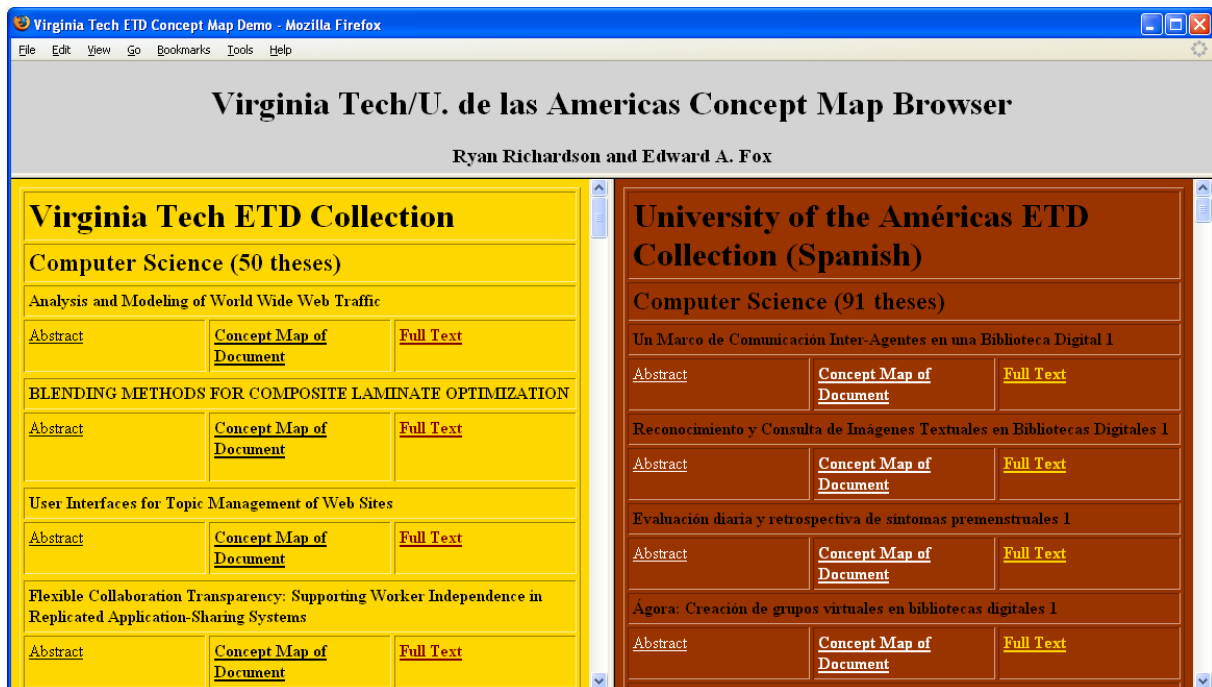 Virginia Tech ETD Concept Map Demo - Mozilla Firefox
File Edit View Go Bookmarks Tools Help
Virginia Tech/U. de las Americas Concept Map Browser
Ryan Richardson and Edward A. Fox
Virginia Tech ETD Collection
Computer Science (50 theses)
Analysis and Modeling of World Wide Web Traffic
Abstract Concept Map of Full Text
Document
BLENDING METHODS FOR COMPOSITE LAMINATE OPTIMIZATION
Abstract Concept Map of Full Text
Document
User Interfaces for Topic Management of Web Sites
Abstract Concept Map of Full Text
Document
Flexible Collaboration Transparency: Supporting Worker Independence in
Replicated Application-Sharing Systems
Abstract Concept Map of Full Text
Document
University of the Américas ETD
Collection (Spanish)
Computer Science (91 theses)
Un Marco de Comunicación Inter-Agentes en una Biblioteca Digital 1
Abstract Concept Map of Full Text
Document
Reconocimiento y Consulta de Imágenes Textuales en Bibliotecas Digitales 1
Abstract Concept Map of Full Text
Document
Evaluación diaria y retrospectiva de síntomas premenstruales 1
Abstract Concept Map of Full Text
Document
Ágora: Creación de grupos virtuales en bibliotecas digitales 1
Abstract Concept Map of Full Text
Document